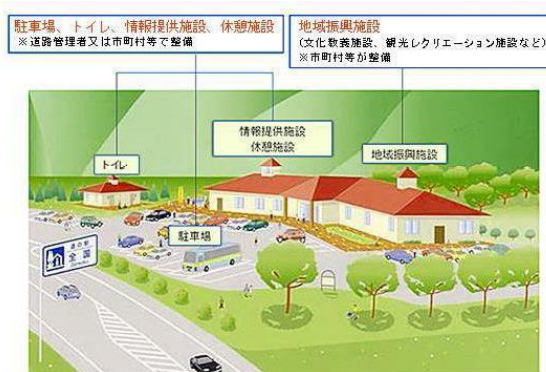 駐車場、トイレ、情報提供施設、休憩施設
※道路管理者又は市町村等で整備
地域振興施設
(文化教養施設、観光レクリエーション施設など)
※市町村等が整備
情報提供施設
休憩施設
トイレ
地域振興施設
駐車場
道の駅
全国